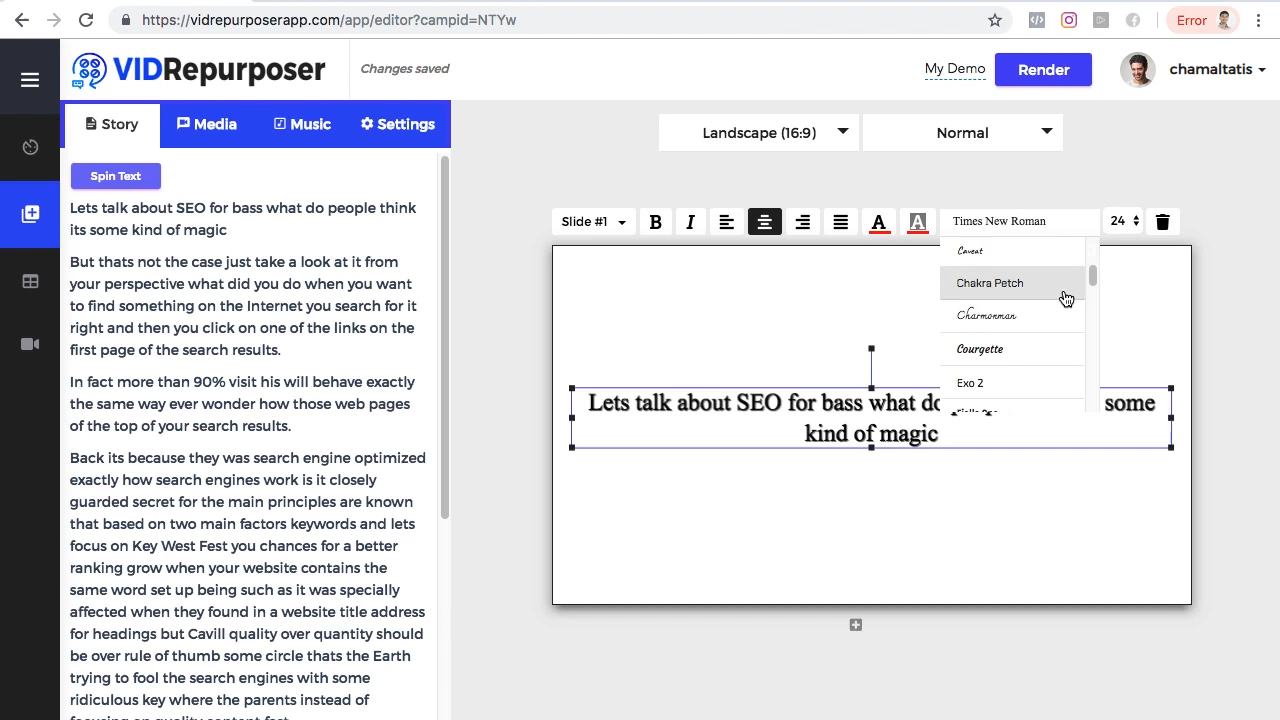 https://vidrepurposerapp.com/app/editor?campid=NTYw
Error
VIDRepurposer
Changes saved
My Demo
Render
chamaltatis
Story
Media
Music
Settings
Landscape (16:9)
Normal
Spin Text
Lets talk about SEO for bass what do people think
its some kind of magic
But thats not the case just take a look at it from
your perspective what did you do when you want
to find something on the Internet you search for it
right and then you click on one of the links on the
first page of the search results.
In fact more than 90% visit his will behave exactly
the same way ever wonder how those web pages
of the top of your search results.
Back its because they was search engine optimized
exactly how search engines work is it closely
guarded secret for the main principles are known
that based on two main factors keywords and lets
focus on Key West Fest you chances for a better
ranking grow when your website contains the
same word set up being such as it was specially
affected when they found in a website title address
for headings but Cavill quality over quantity should
be over rule of thumb some circle thats the Earth
trying to fool the search engines with some
ridiculous key where the parents instead of
Slide #1
B
I
A
A
Times New Roman
24
Caveat
Chakra Petch
Charmonman
Courgette
Exo 2
Lets talk about SEO for bass what do some
kind of magic